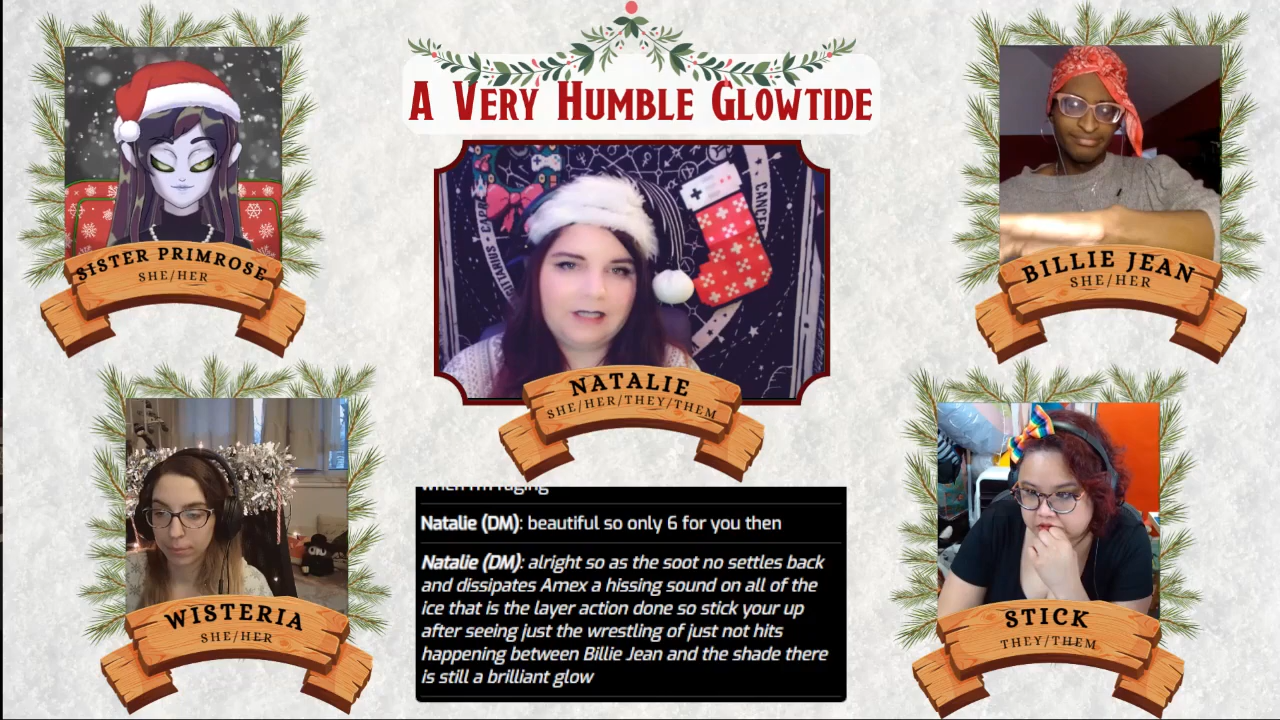 A VERY HUMBLE GLOWTIDE
SISTER PRIMROSE
SHE/HER
BILLIE JEAN
SHE/HER
CANCER
NATALIE
SHE/HER/THEY/THEM
WISTERIA
SHE/HER
STICK
THEY/THEM
when I'm raging
Natalie (DM): beautiful so only 6 for you then
Natalie (DM): alright so as the soot no settles back
and dissipates Amex a hissing sound on all of the
ice that is the layer action done so stick your up
after seeing just the wrestling of just not hits
happening between Billie Jean and the shade there
is still a brilliant glow